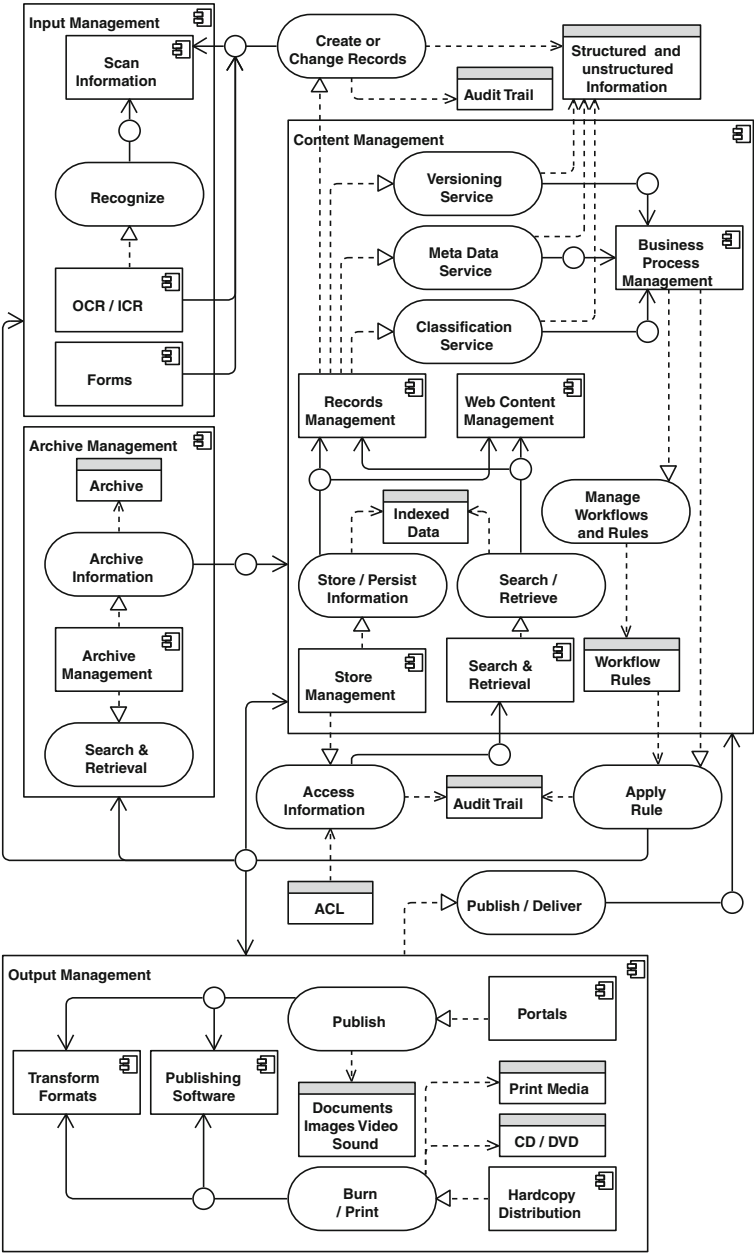 Input Management
Scan
Information
Recognize
OCR / ICR
Forms
Create or
Change Records
Audit Trail
Structured and
unstructured
Information
Content Management
Versioning
Service
Meta Data
Service
Classification
Service
Business
Process
Management
Records
Management
Web Content
Management
Indexed
Data
Manage
Workflows
and Rules
Store / Persist
Information
Search /
Retrieve
Store
Management
Search &
Retrieval
Workflow
Rules
Archive Management
Archive
Archive
Information
Archive
Management
Search &
Retrieval
Access
Information
Audit Trail
Apply
Rule
ACL
Publish / Deliver
Output Management
Publish
Portals
Transform
Formats
Publishing
Software
Documents
Images Video
Sound
Print Media
CD / DVD
Burn
/ Print
Hardcopy
Distribution